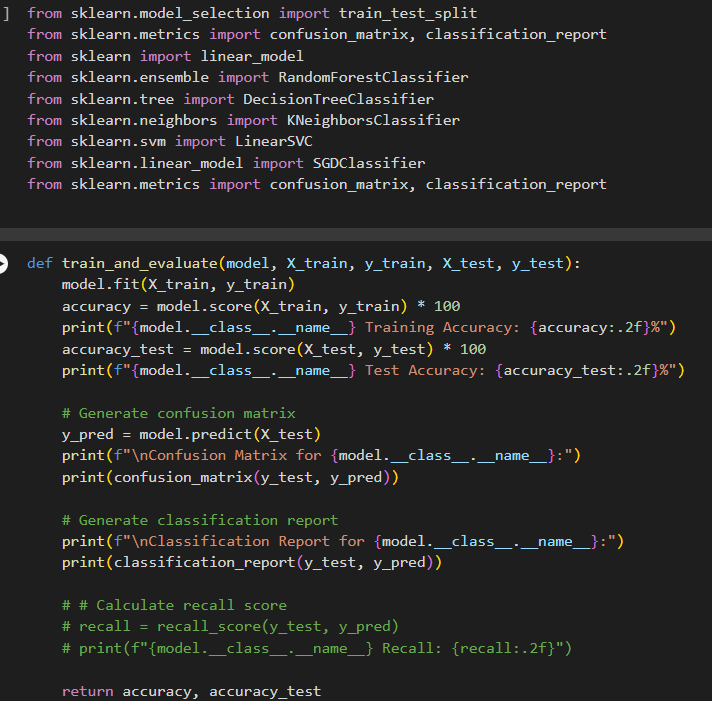 ] from sklearn.model_selection import train_test_split
from sklearn.metrics import confusion_matrix, classification_report
from sklearn import linear_model
from sklearn.ensemble import RandomForestClassifier
from sklearn.tree import DecisionTreeClassifier
from sklearn.neighbors import KNeighborsClassifier
from sklearn.svm import LinearSVC
from sklearn.linear_model import SGDClassifier
from sklearn.metrics import confusion_matrix, classification_report
def train_and_evaluate(model, X_train, y_train, X_test, y_test):
    model.fit(X_train, y_train)
    accuracy = model.score(X_train, y_train) * 100
    print(f"{model.__class__.__name__} Training Accuracy: {accuracy:.2f}%")
    accuracy_test = model.score(X_test, y_test) * 100
    print(f"{model.__class__.__name__} Test Accuracy: {accuracy_test:.2f}%")
    # Generate confusion matrix
    y_pred = model.predict(X_test)
    print(f"\nConfusion Matrix for {model.__class__.__name__}:")
    print(confusion_matrix(y_test, y_pred))
    # Generate classification report
    print(f"\nClassification Report for {model.__class__.__name__}:")
    print(classification_report(y_test, y_pred))
    # # Calculate recall score
    # recall = recall_score(y_test, y_pred)
    # print(f"{model.__class__.__name__} Recall: {recall:.2f}")
    return accuracy, accuracy_test